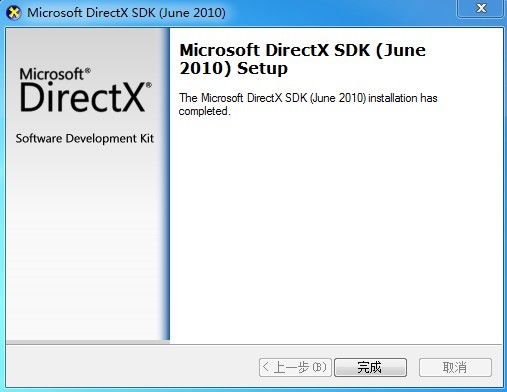 Microsoft DirectX SDK (June 2010)
Microsoft®
DirectX®
Software Development Kit
Microsoft DirectX SDK (June
2010) Setup
The Microsoft DirectX SDK (June 2010) installation has
completed.
< 上一步(B)
完成
取消